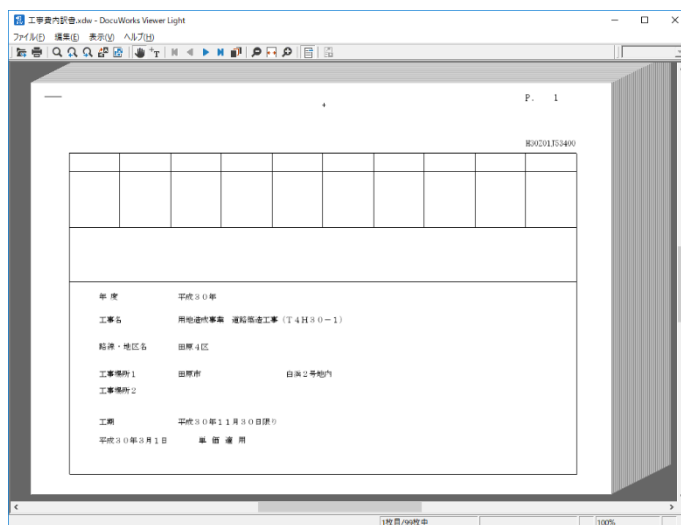 工事費内訳書.xdw - DocuWorks Viewer Light
ファイル(F) 編集(E) 表示(V) ヘルプ(H)
P. 1
4
H30201J53400
年 度 平成30年
工事名 用地造成事業 道路築造工事(T4H30-1)
路線・地区名 田原4区
工事場所1 田原市 白浜2号地内
工事場所2
工期 平成30年11月30日限り
平成30年3月1日 単 価 適 用
1枚目/99枚中 100%